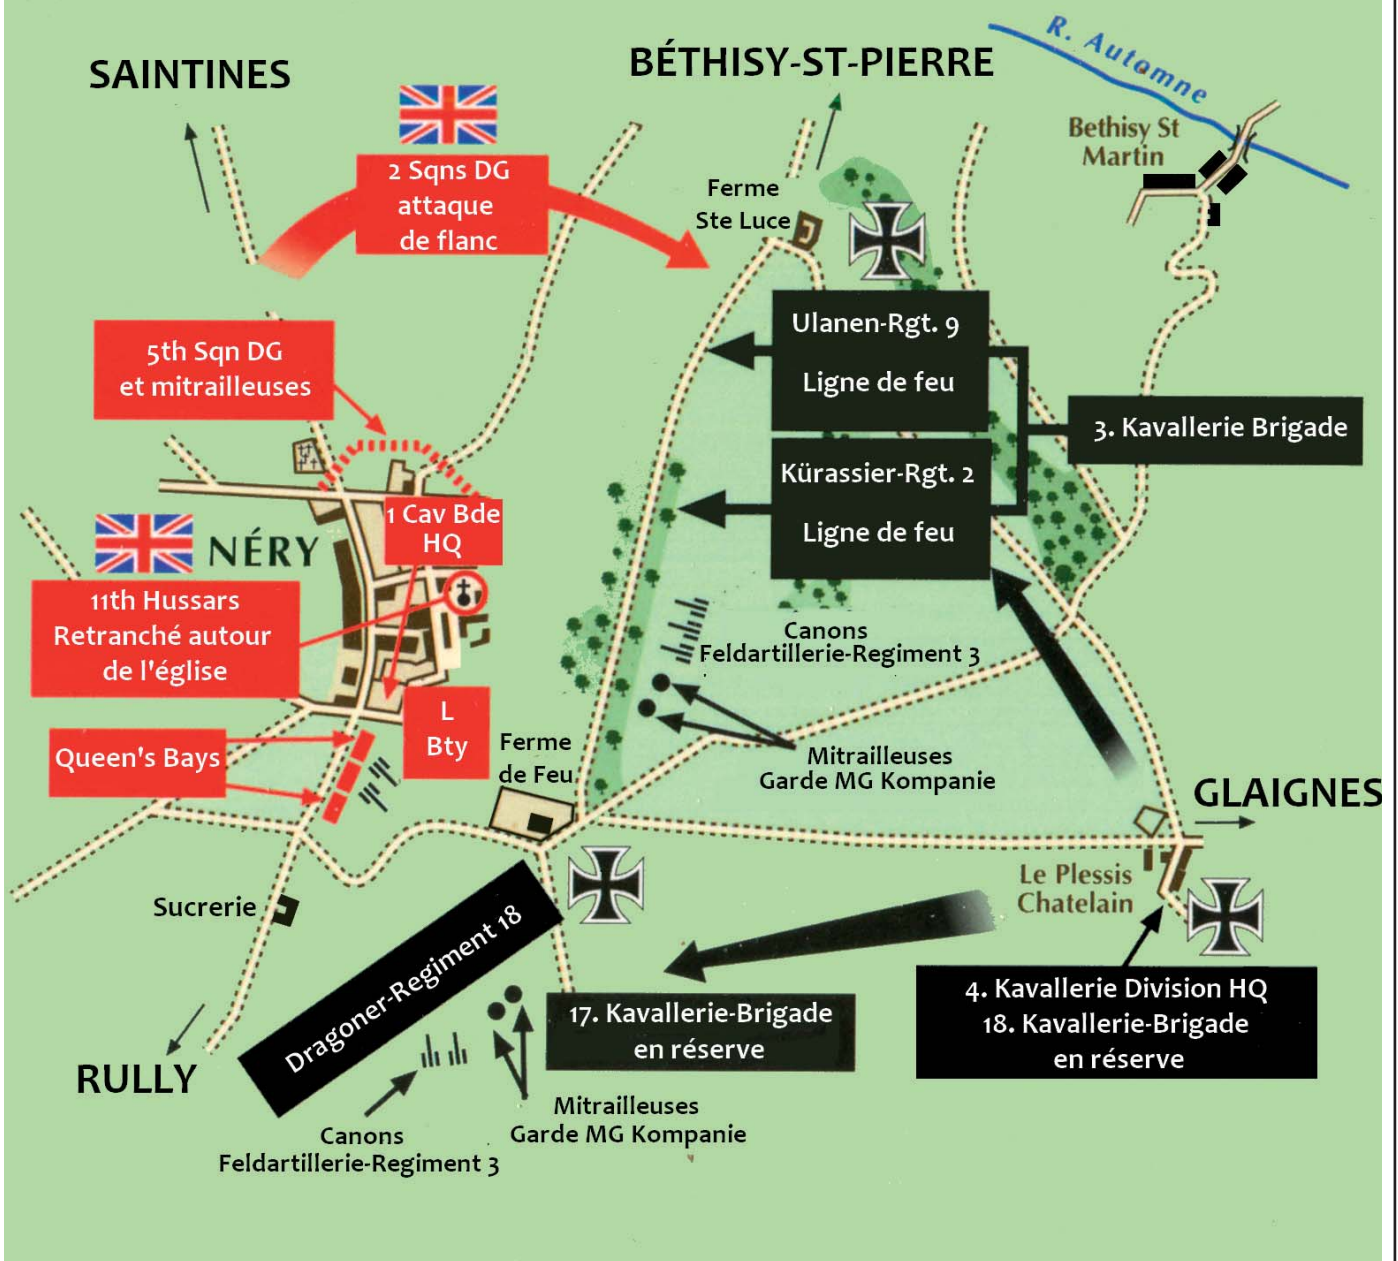 SAINTINES
BÉTHISY-ST-PIERRE
R. Automne
Bethisy St
Martin
2 Sqns DG
attaque
de flanc
Ferme
Ste Luce
5th Sqn DG
et mitrailleuses
Ulanen-Rgt. 9
Ligne de feu
3. Kavallerie Brigade
Kürassier-Rgt. 2
Ligne de feu
1 Cav Bde
HQ
NÉRY
11th Hussars
Retranché autour
de l'église
Canons
Feldartillerie-Regiment 3
L
Bty
Queen's Bays
Ferme
de Feu
Mitrailleuses
Garde MG Kompanie
GLAIGNES
Le Plessis
Chatelain
Sucrerie
Dragoner-Regiment 18
4. Kavallerie Division HQ
18. Kavallerie-Brigade
en réserve
17. Kavallerie-Brigade
en réserve
RULLY
Mitrailleuses
Garde MG Kompanie
Canons
Feldartillerie-Regiment 3